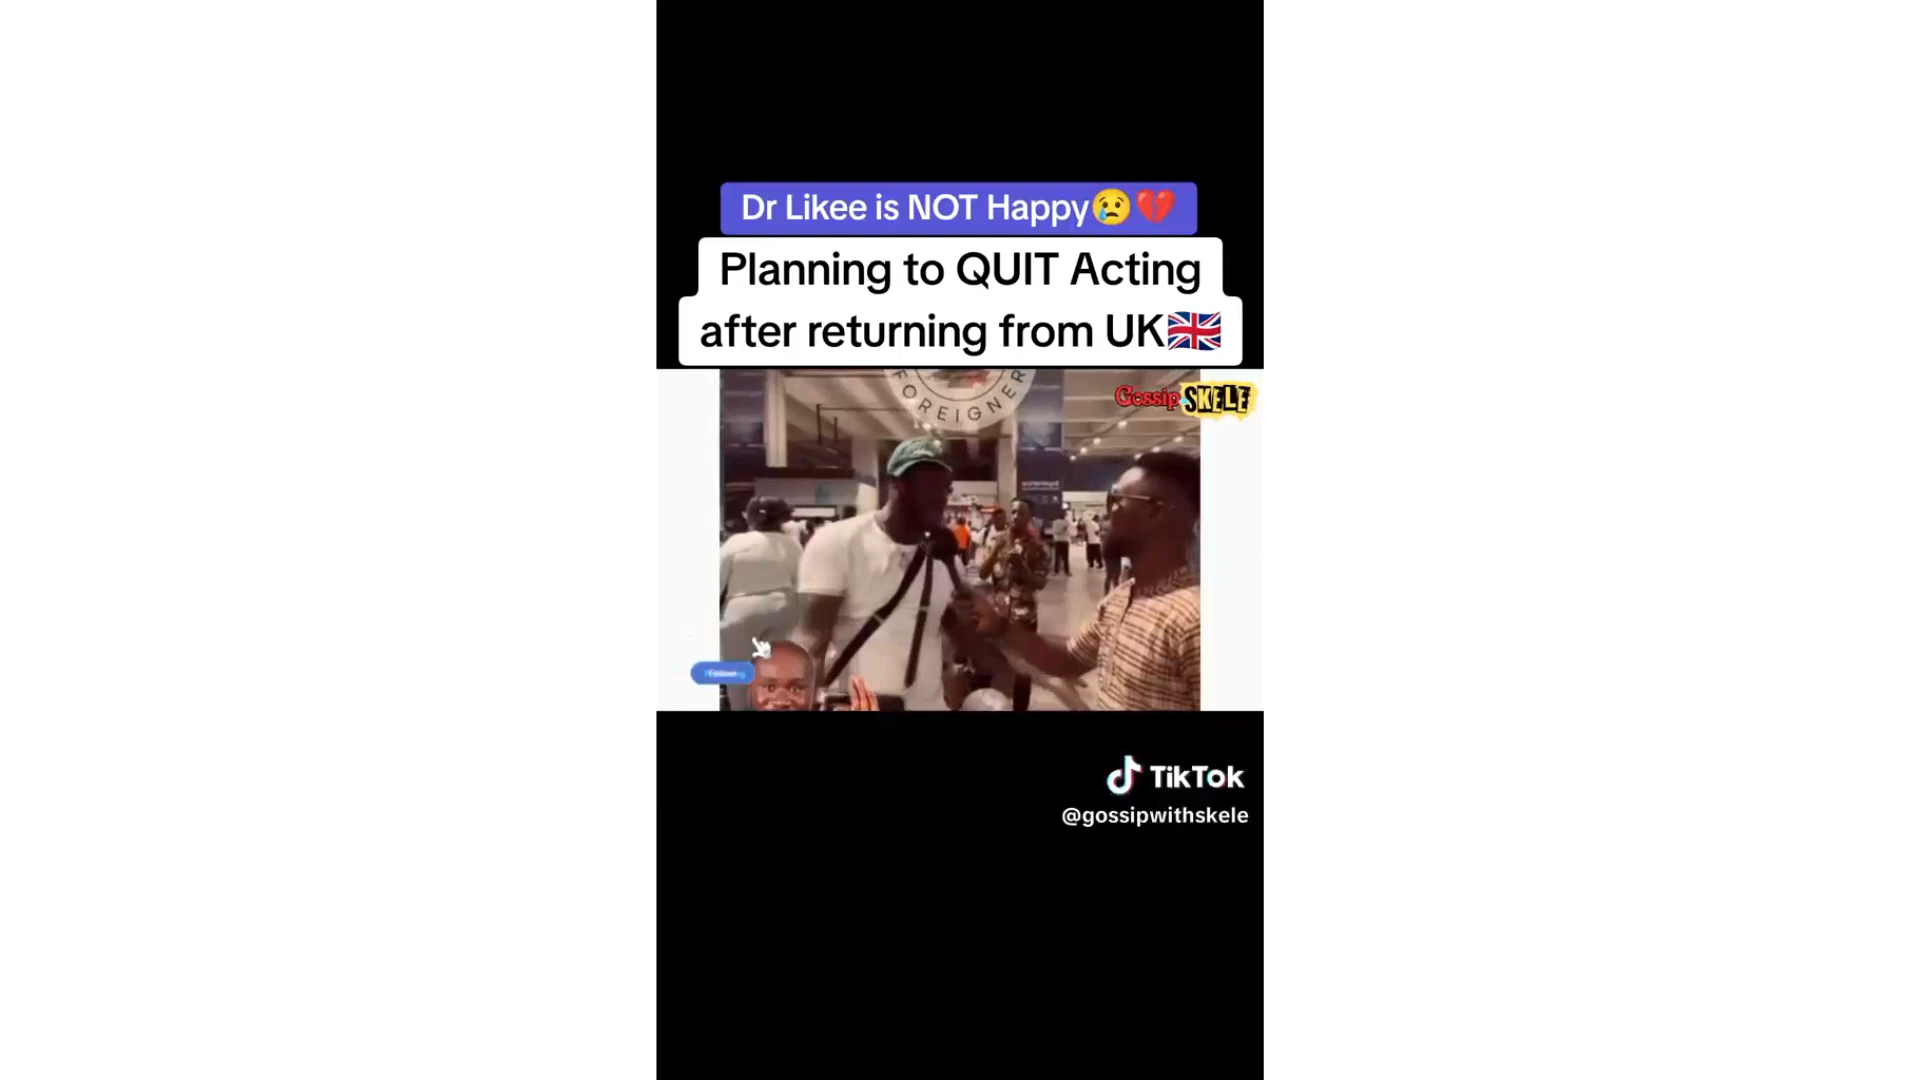 Dr Likee is NOT Happy😢💔
Planning to QUIT Acting
after returning from UK🇬🇧
FOREIGNER
Gossip SKELE
TikTok
@gossipwithskele